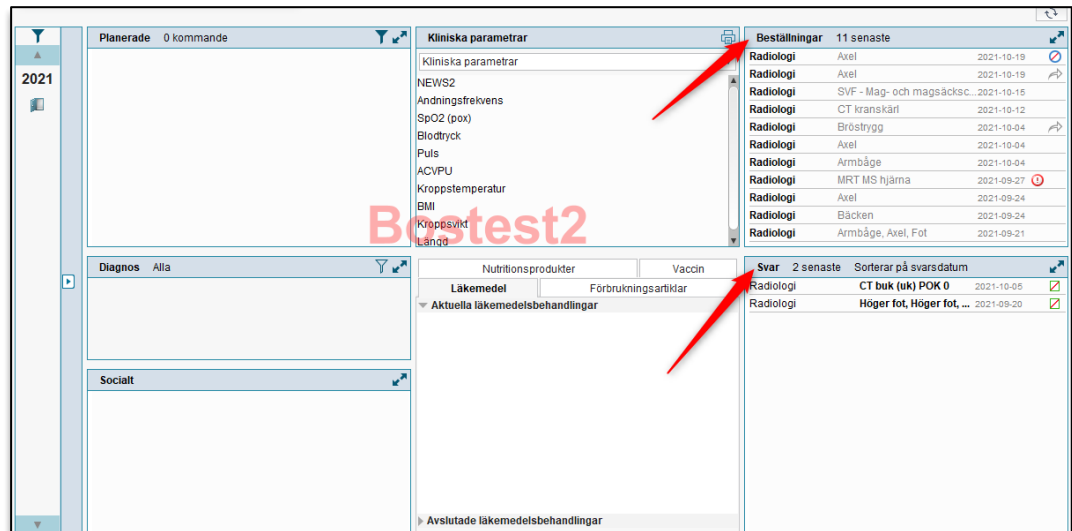 2021
Planerade 0 kommande
Kliniska parametrar
Kliniska parametrar
NEWS2
Andningsfrekvens
SpO2 (pox)
Blodtryck
Puls
ACVPU
Kroppstemperatur
BMI
Kroppsvikt
Längd
Bostest2
Beställningar 11 senaste
Radiologi Axel 2021-10-19
Radiologi Axel 2021-10-19
Radiologi SVF - Mag- och magsäcksc... 2021-10-15
Radiologi CT kranskärl 2021-10-12
Radiologi Bröstrygg 2021-10-04
Radiologi Axel 2021-10-04
Radiologi Armbåge 2021-10-04
Radiologi MRT MS hjärna 2021-09-27
Radiologi Axel 2021-09-24
Radiologi Bäcken 2021-09-24
Radiologi Armbåge, Axel, Fot 2021-09-21
Diagnos Alla
Socialt
Nutritionsprodukter Vaccin
Läkemedel Förbrukningsartiklar
Aktuella läkemedelsbehandlingar
Avslutade läkemedelsbehandlingar
Svar 2 senaste Sorterar på svarsdatum
Radiologi CT buk (uk) POK 0 2021-10-05
Radiologi Höger fot, Höger fot, ... 2021-09-20